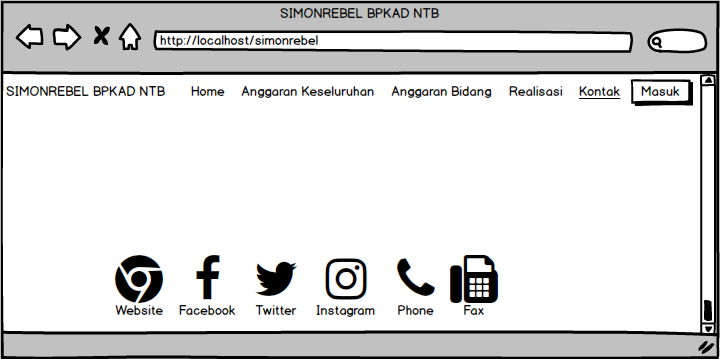 SIMONREBEL BPKAD NTB
http://localhost/simonrebel
SIMONREBEL BPKAD NTB Home Anggaran Keseluruhan Anggaran Bidang Realisasi Kontak Masuk
Website Facebook Twitter Instagram Phone Fax